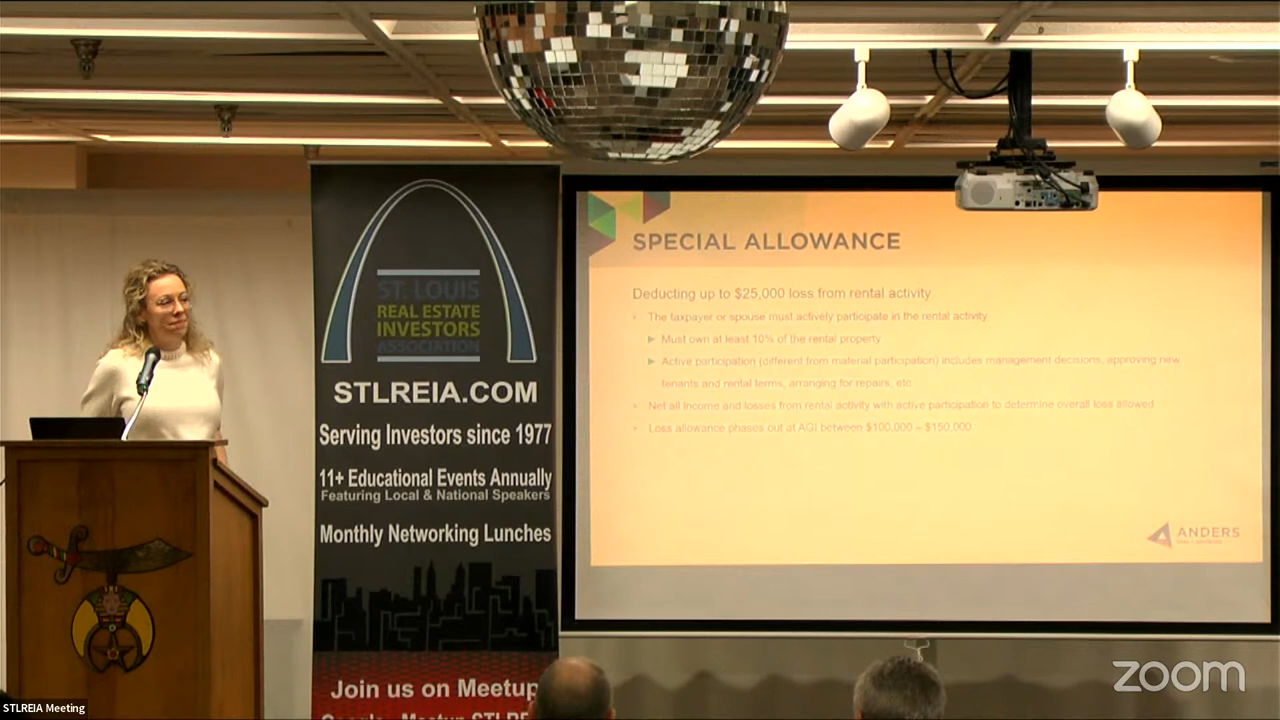 ST. LOUIS
REAL ESTATE
INVESTORS
ASSOCIATION
STLREIA.COM
Serving Investors since 1977
11+ Educational Events Annually
Featuring Local & National Speakers
Monthly Networking Lunches
Join us on Meetup
SPECIAL ALLOWANCE
Deducting up to $25,000 loss from rental activity
• The taxpayer or spouse must actively participate in the rental activity
Must own at least 10% of the rental property
Active participation (different from material participation) includes management decisions, approving new
tenants and rental terms, arranging for repairs, etc
• Net all income and losses from rental activity with active participation to determine overall loss allowed
• Loss allowance phases out at AGI between $100,000 – $150,000
ANDERS
zoom
STLREIA Meeting